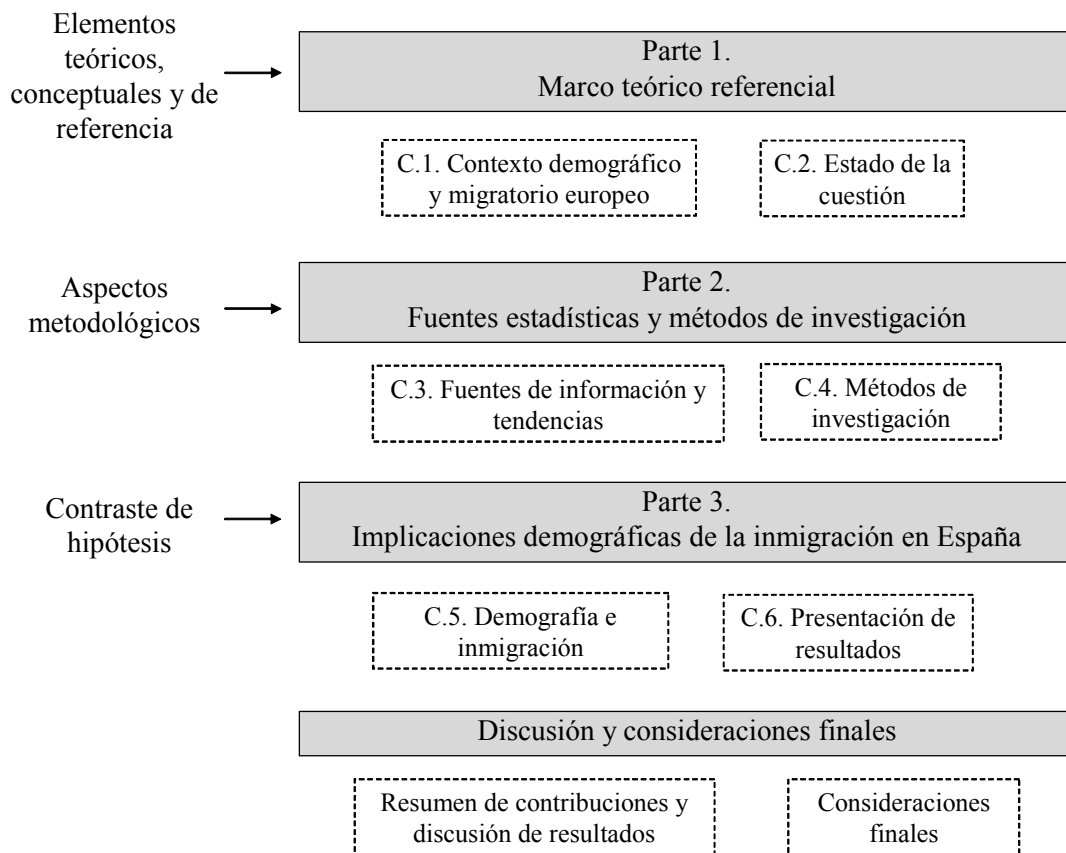 Elementos
teóricos,
conceptuales y de
referencia
Parte 1.
Marco teórico referencial
C.1. Contexto demográfico
y migratorio europeo
C.2. Estado de la
cuestión
Aspectos
metodológicos
Parte 2.
Fuentes estadísticas y métodos de investigación
C.3. Fuentes de información y
tendencias
C.4. Métodos de
investigación
Contraste de
hipótesis
Parte 3.
Implicaciones demográficas de la inmigración en España
C.5. Demografía e
inmigración
C.6. Presentación de
resultados
Discusión y consideraciones finales
Resumen de contribuciones y
discusión de resultados
Consideraciones
finales